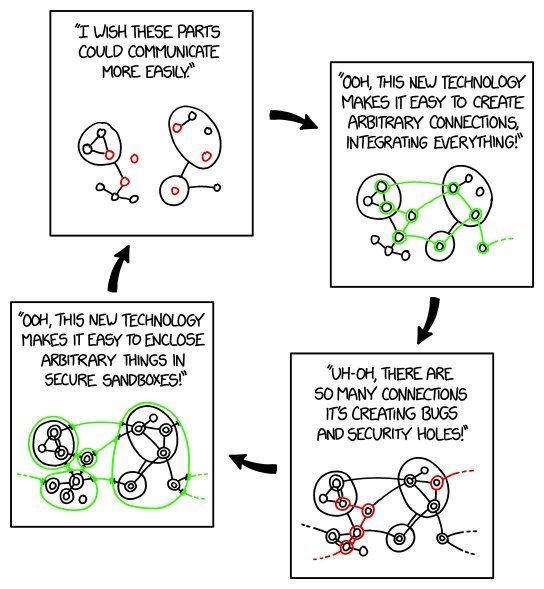 "I WISH THESE PARTS
COULD COMMUNICATE
MORE EASILY."
"OOH, THIS NEW TECHNOLOGY
MAKES IT EASY TO CREATE
ARBITRARY CONNECTIONS,
INTEGRATING EVERYTHING!"
"UH-OH, THERE ARE
SO MANY CONNECTIONS
IT'S CREATING BUGS
AND SECURITY HOLES!"
"OOH, THIS NEW TECHNOLOGY
MAKES IT EASY TO ENCLOSE
ARBITRARY THINGS IN
SECURE SANDBOXES!"